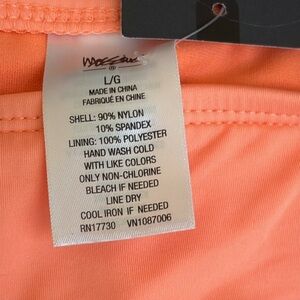 L/G
MADE IN CHINA
FABRIQUÉ EN CHINE
SHELL: 90% NYLON
10% SPANDEX
LINING: 100% POLYESTER
HAND WASH COLD
WITH LIKE COLORS
ONLY NON-CHLORINE
BLEACH IF NEEDED
LINE DRY
COOL IRON IF NEEDED
RN17730 VN1087006